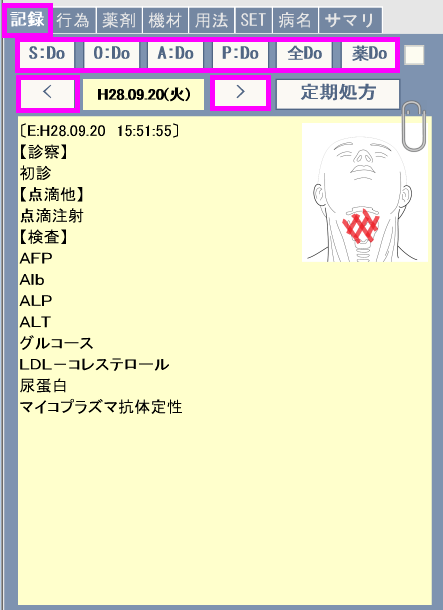 記録 行為 薬剤 機材 用法 SET 病名 サマリ
S:Do O:Do A:Do P:Do 全Do 薬Do
< H28.09.20(火) > 定期処方
〔E:H28.09.20 15:51:55〕
【診察】
初診
【点滴他】
点滴注射
【検査】
AFP
Alb
ALP
ALT
グルコース
LDLーコレステロール
尿蛋白
マイコプラズマ抗体定性